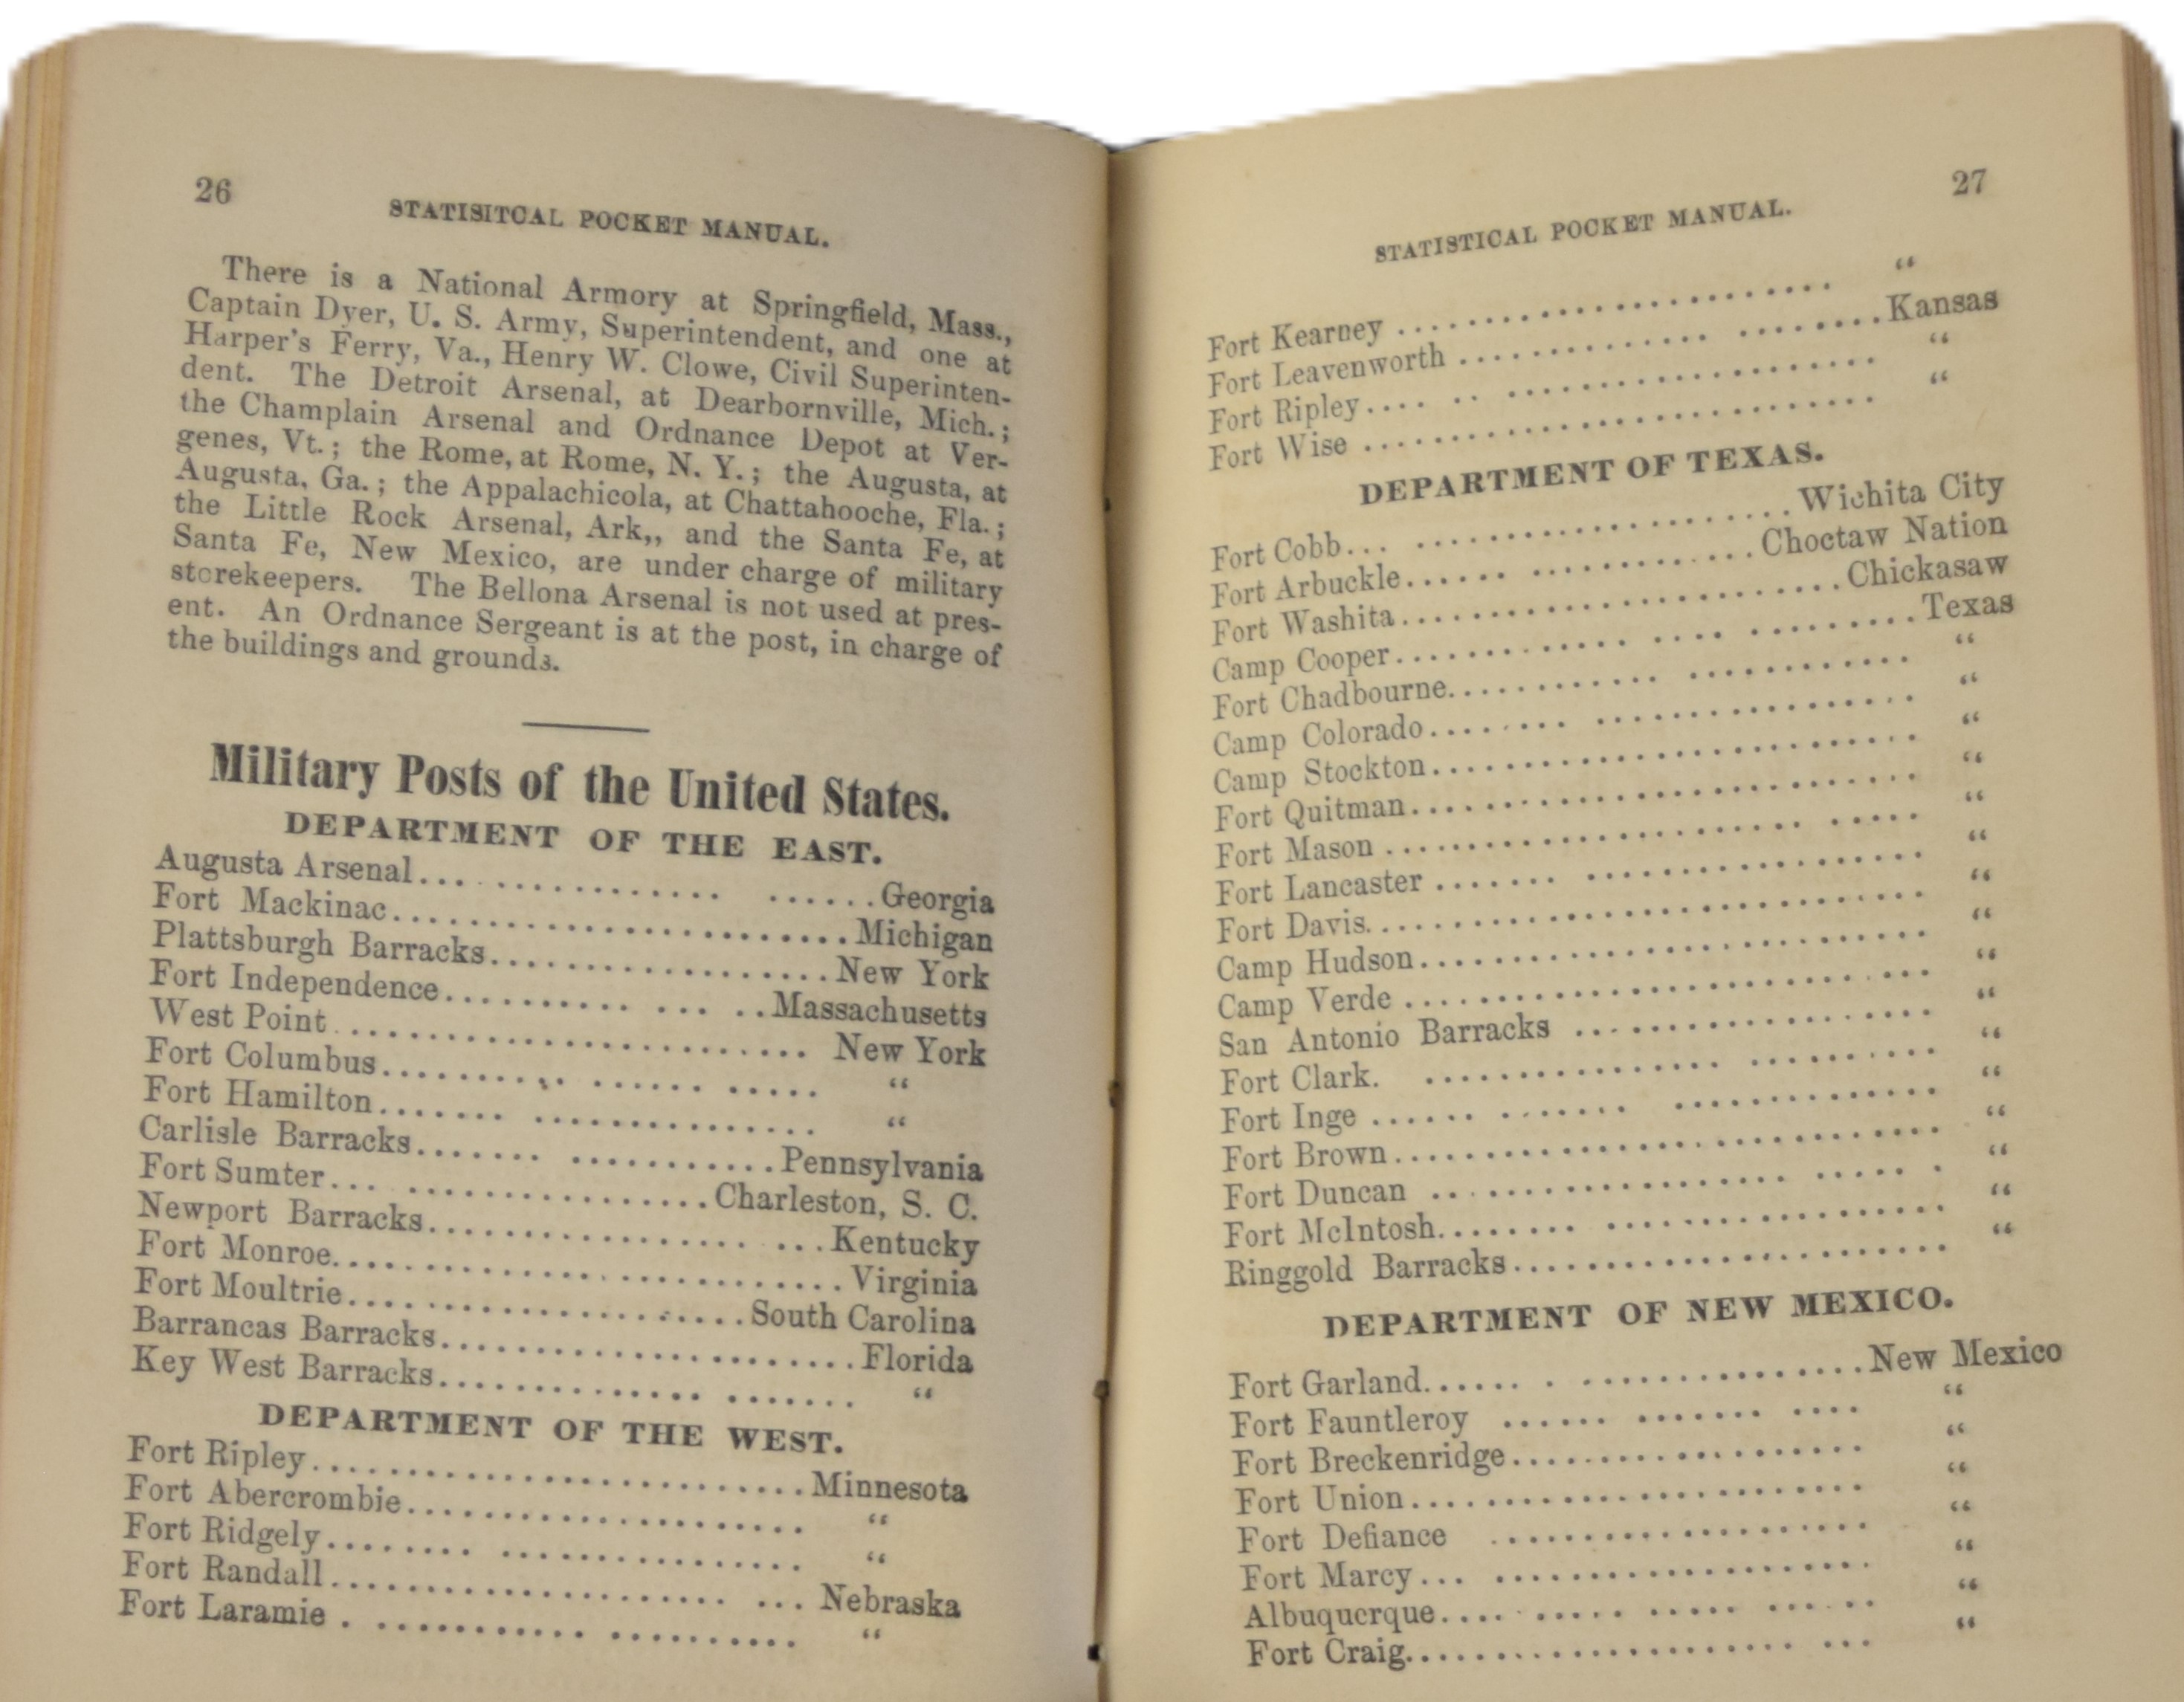 26
STATISITCAL POCKET MANUAL.
There is a National Armory at Springfield, Mass.,
Captain Dyer, U. S. Army, Superintendent, and one at
Harper's Ferry, Va., Henry W. Clowe, Civil Superinten-
dent. The Detroit Arsenal, at Dearbornville, Mich.;
the Champlain Arsenal and Ordnance Depot at Ver-
genes, Vt.; the Rome, at Rome, N. Y.; the Augusta, at
Augusta, Ga.; the Appalachicola, at Chattahooche, Fla.;
the Little Rock Arsenal, Ark,, and the Santa Fe, at
Santa Fe, New Mexico, are under charge of military
storekeepers. The Bellona Arsenal is not used at pres-
ent. An Ordnance Sergeant is at the post, in charge of
the buildings and grounds.
Military Posts of the United States.
DEPARTMENT OF THE EAST.
Augusta Arsenal.......................Georgia
Fort Mackinac.......................Michigan
Plattsburgh Barracks.......................New York
Fort Independence.......................Massachusetts
West Point.......................New York
Fort Columbus.......................“
Fort Hamilton.......................“
Carlisle Barracks.......................Pennsylvania
Fort Sumter.......................Charleston, S. C.
Newport Barracks.......................Kentucky
Fort Monroe.......................Virginia
Fort Moultrie.......................South Carolina
Barrancas Barracks.......................Florida
Key West Barracks.......................“
DEPARTMENT OF THE WEST.
Fort Ripley.......................Minnesota
Fort Abercrombie.......................“
Fort Ridgely.......................“
Fort Randall.......................Nebraska
Fort Laramie.......................“
27
STATISTICAL POCKET MANUAL.
Fort Kearney.......................“
Fort Leavenworth.......................Kansas
Fort Ripley.......................“
Fort Wise.......................“
DEPARTMENT OF TEXAS.
Fort Cobb.......................Wichita City
Fort Arbuckle.......................Choctaw Nation
Fort Washita.......................Chickasaw
Camp Cooper.......................Texas
Fort Chadbourne.......................“
Camp Colorado.......................“
Camp Stockton.......................“
Fort Quitman.......................“
Fort Mason.......................“
Fort Lancaster.......................“
Fort Davis.......................“
Camp Hudson.......................“
Camp Verde.......................“
San Antonio Barracks.......................“
Fort Clark.......................“
Fort Inge.......................“
Fort Brown.......................“
Fort Duncan.......................“
Fort McIntosh.......................“
Ringgold Barracks.......................“
DEPARTMENT OF NEW MEXICO.
Fort Garland.......................New Mexico
Fort Fauntleroy.......................“
Fort Breckenridge.......................“
Fort Union.......................“
Fort Defiance.......................“
Fort Marcy.......................“
Albuquerque.......................“
Fort Craig.......................“